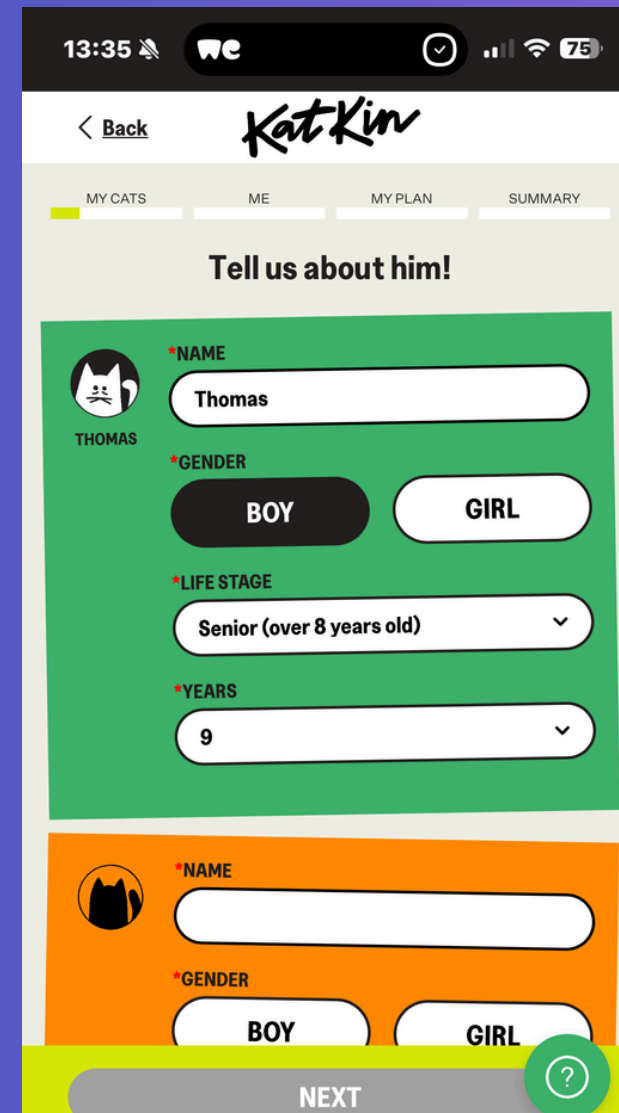 13:35 we 75
Back KatKin
MY CATS ME MY PLAN SUMMARY
Tell us about him!
*NAME
Thomas
THOMAS
*GENDER
BOY GIRL
*LIFE STAGE
Senior (over 8 years old)
*YEARS
9
*NAME
*GENDER
BOY GIRL
NEXT ?